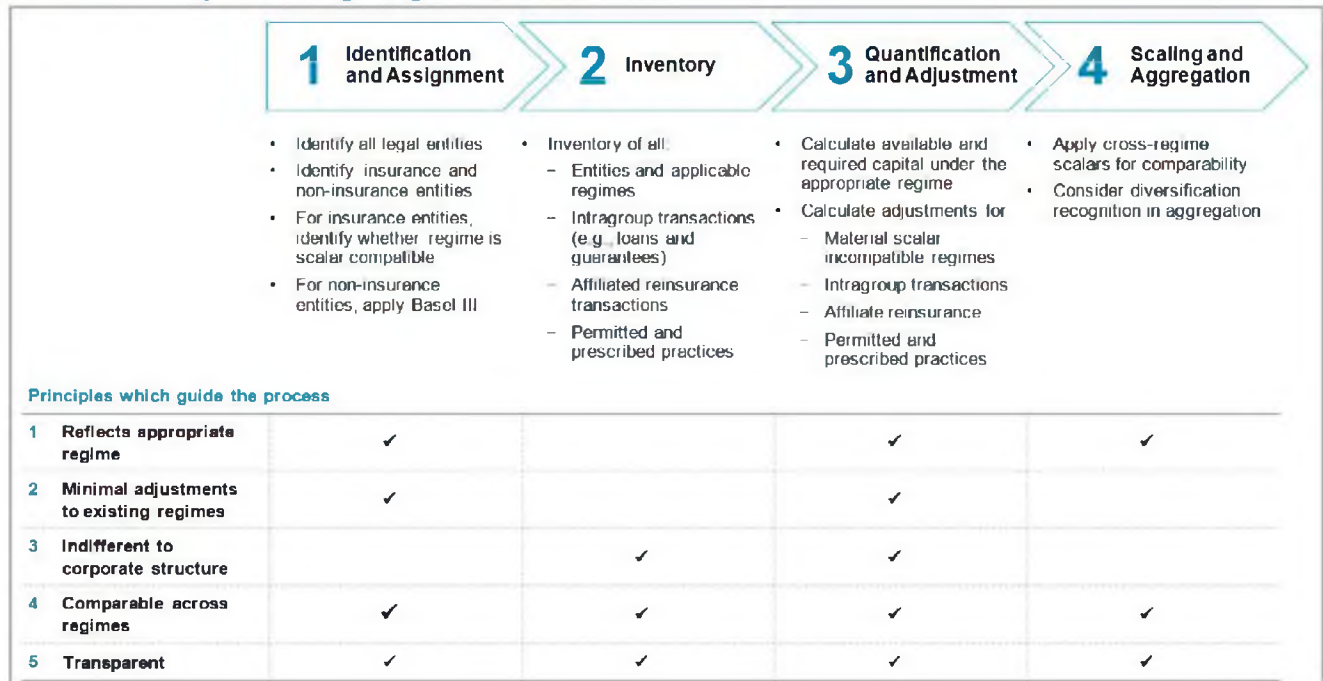 1 Identification
and Assignment
2 Inventory
3 Quantification
and Adjustment
4 Scaling and
Aggregation
• Identify all legal entities
• Identify insurance and
non-insurance entities
• For insurance entities,
identify whether regime is
scalar compatible
• For non-insurance
entities, apply Basel III
• Inventory of all:
– Entities and applicable
regimes
– Intragroup transactions
(e.g., loans and
guarantees)
– Affiliated reinsurance
transactions
– Permitted and
prescribed practices
• Calculate available and
required capital under the
appropriate regime
• Calculate adjustments for
– Material scalar
incompatible regimes
– Intragroup transactions
– Affiliate reinsurance
– Permitted and
prescribed practices
• Apply cross-regime
scalars for comparability
• Consider diversification
recognition in aggregation
Principles which guide the process
1 Reflects appropriate
regime ✓ ✓ ✓
2 Minimal adjustments
to existing regimes ✓ ✓
3 Indifferent to
corporate structure ✓ ✓
4 Comparable across
regimes ✓ ✓ ✓ ✓
5 Transparent ✓ ✓ ✓ ✓